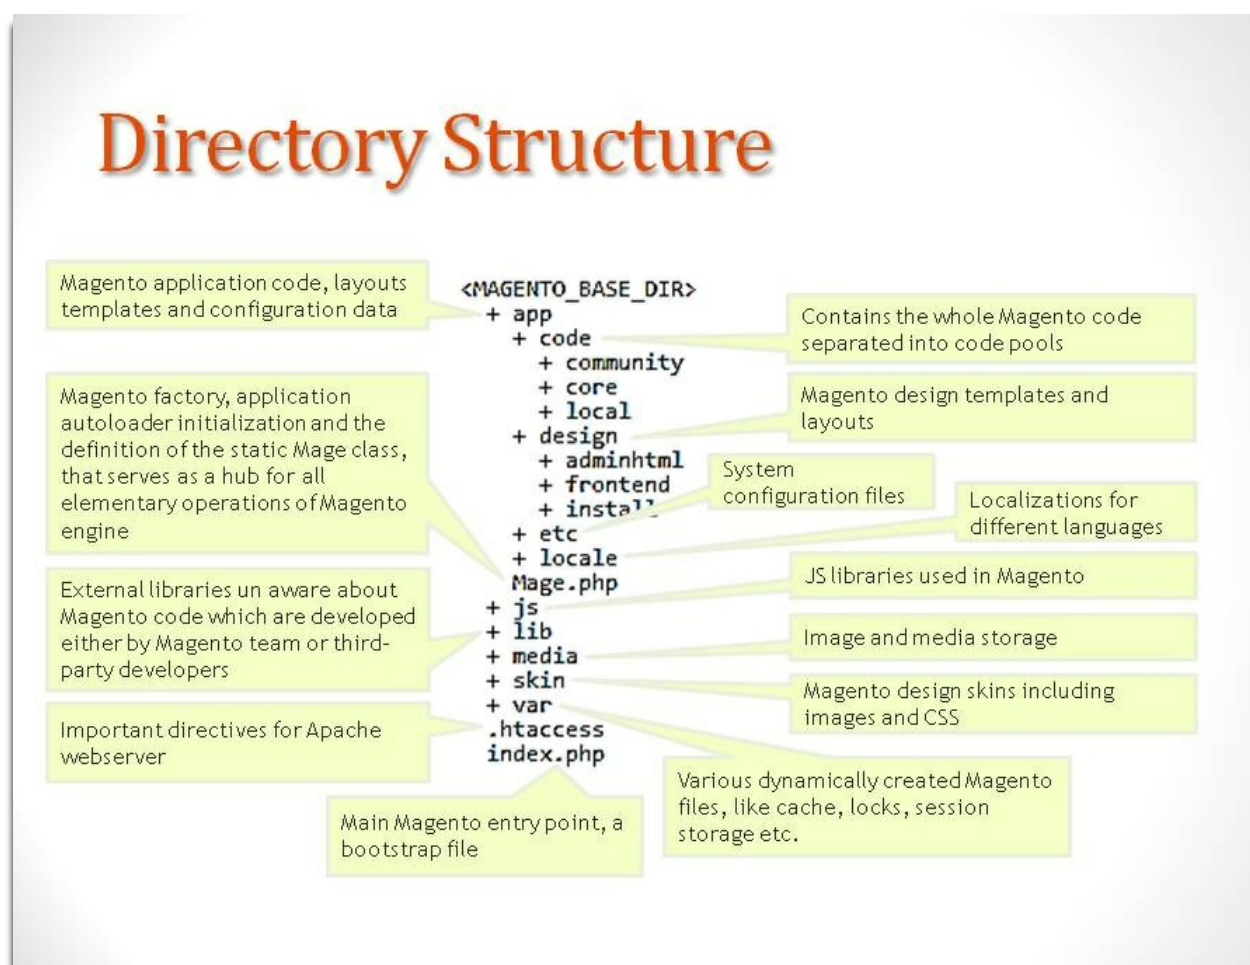 Directory Structure
Magento application code, layouts
templates and configuration data
Magento factory, application
autoloader initialization and the
definition of the static Mage class,
that serves as a hub for all
elementary operations of Magento
engine
External libraries un aware about
Magento code which are developed
either by Magento team or third-
party developers
Important directives for Apache
webserver
<MAGENTO_BASE_DIR>
+ app
+ code
+ community
+ core
+ local
+ design
+ adminhtml
+ frontend
+ install
+ etc
+ locale
Mage.php
+ js
+ lib
+ media
+ skin
+ var
.htaccess
index.php
Contains the whole Magento code
separated into code pools
Magento design templates and
layouts
System
configuration files
Localizations for
different languages
JS libraries used in Magento
Image and media storage
Magento design skins including
images and CSS
Various dynamically created Magento
files, like cache, locks, session
storage etc.
Main Magento entry point, a
bootstrap file